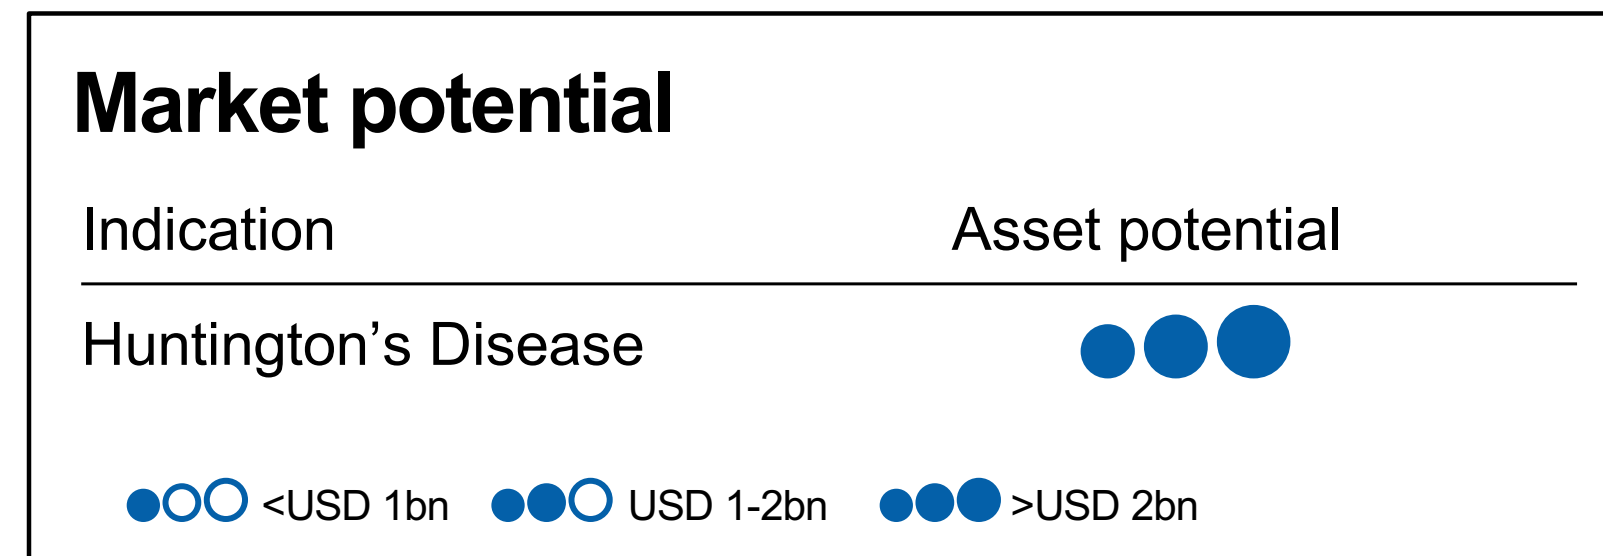 Market potential
Indication Asset potential
Huntington’s Disease
<USD 1bn USD 1-2bn >USD 2bn